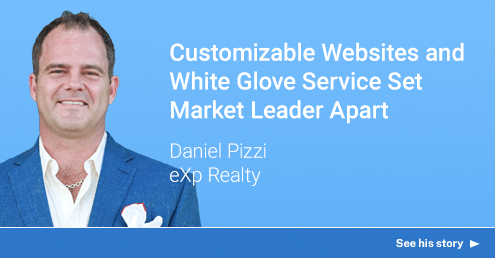 Customizable Websites and
White Glove Service Set
Market Leader Apart
Daniel Pizzi
eXp Realty
See his story ►